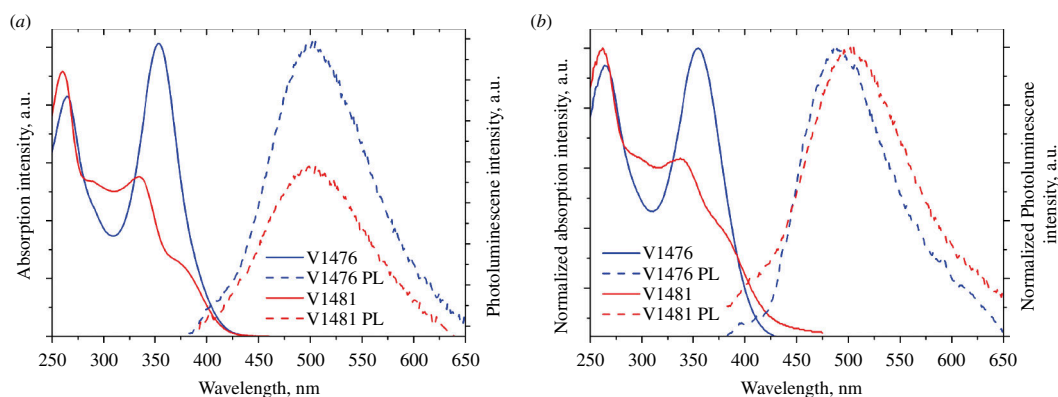 (a)
Absorption intensity, a.u.
V1476
V1476 PL
V1481
V1481 PL
Photoluminescene intensity, a.u.
250 300 350 400 450 500 550 600 650
Wavelength, nm
(b)
Normalized absorption intensity, a.u.
V1476
V1476 PL
V1481
V1481 PL
Normalized Photoluminescene
intensity, a.u.
250 300 350 400 450 500 550 600 650
Wavelength, nm